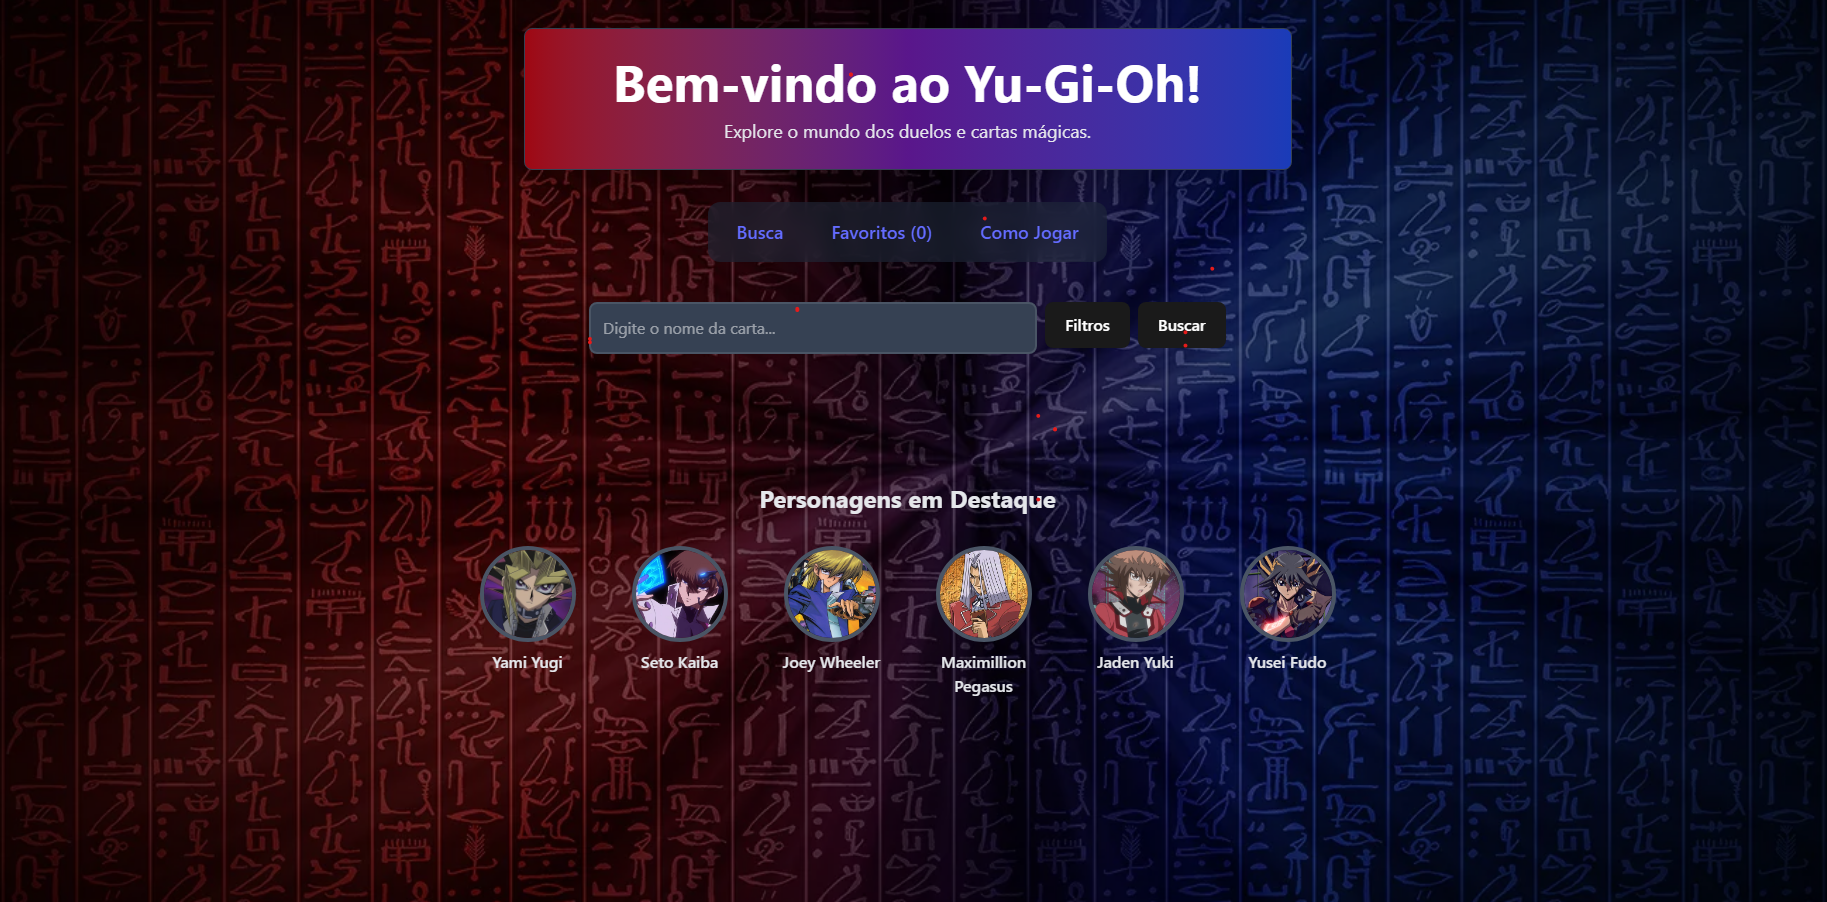 Bem-vindo ao Yu-Gi-Oh!
Explore o mundo dos duelos e cartas mágicas.
Busca Favoritos (0) Como Jogar
Digite o nome da carta... Filtros Buscar
Personagens em Destaque
Yami Yugi Seto Kaiba Joey Wheeler Maximillion Jaden Yuki Yusei Fudo
Pegasus